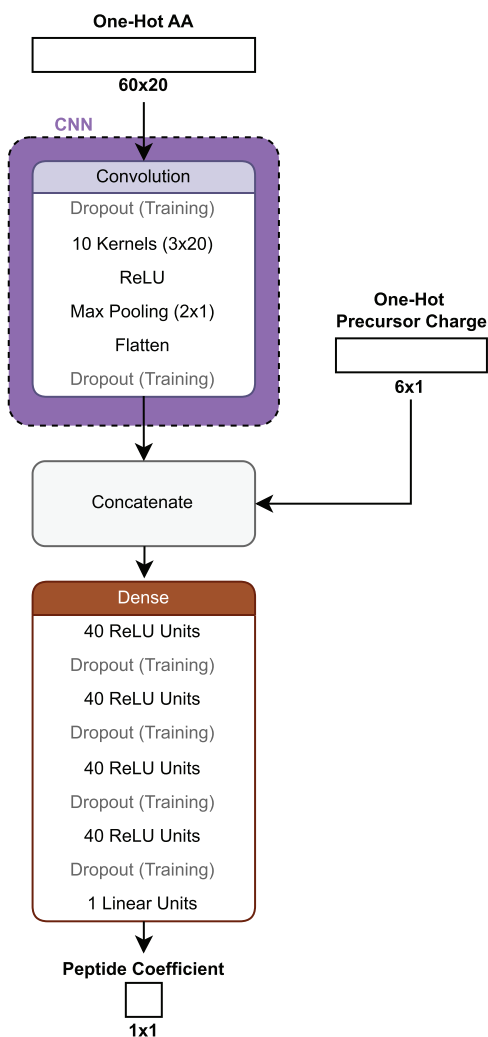 One-Hot AA
60x20
CNN
Convolution
Dropout (Training)
10 Kernels (3x20)
ReLU
Max Pooling (2x1)
Flatten
Dropout (Training)
One-Hot
Precursor Charge
6x1
Concatenate
Dense
40 ReLU Units
Dropout (Training)
40 ReLU Units
Dropout (Training)
40 ReLU Units
Dropout (Training)
40 ReLU Units
Dropout (Training)
1 Linear Units
Peptide Coefficient
1x1